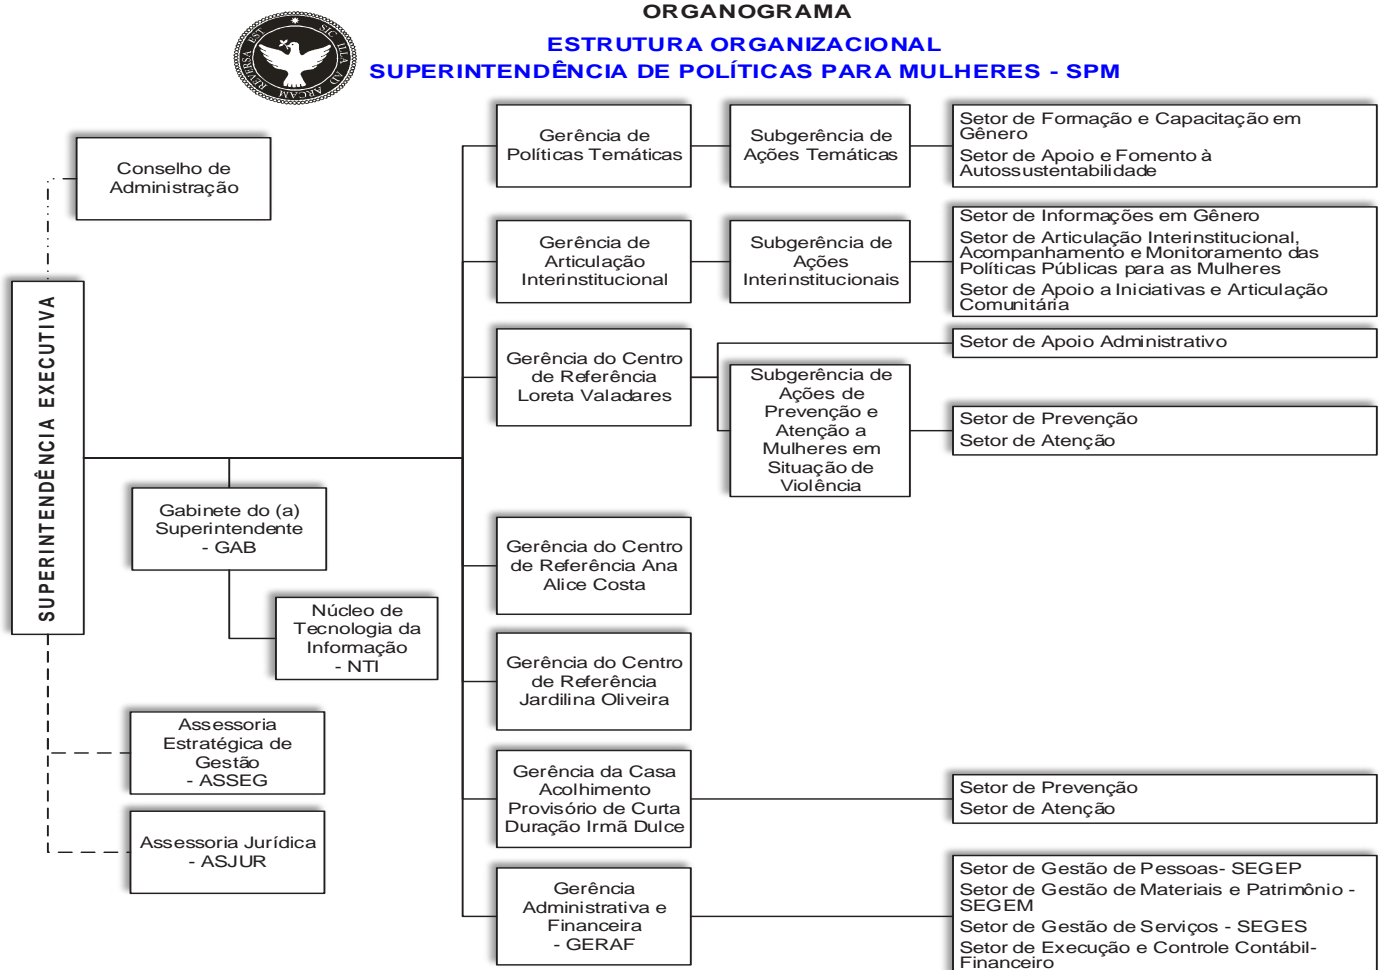 ORGANOGRAMA
ESTRUTURA ORGANIZACIONAL
SUPERINTENDÊNCIA DE POLÍTICAS PARA MULHERES - SPM
SIC ILLA AD ARCAM REVERSA EST
Conselho de
Administração
SUPERINTENDÊNCIA EXECUTIVA
Gabinete do (a)
Superintendente
- GAB
Núcleo de
Tecnologia da
Informação
- NTI
Assessoria
Estratégica de
Gestão
- ASSEG
Assessoria Jurídica
- ASJUR
Gerência de
Políticas Temáticas
Subgerência de
Ações Temáticas
Setor de Formação e Capacitação em
Gênero
Setor de Apoio e Fomento à
Autossustentabilidade
Gerência de
Articulação
Interinstitucional
Subgerência de
Ações
Interinstitucionais
Setor de Informações em Gênero
Setor de Articulação Interinstitucional,
Acompanhamento e Monitoramento das
Políticas Públicas para as Mulheres
Setor de Apoio a Iniciativas e Articulação
Comunitária
Gerência do Centro
de Referência
Loreta Valadares
Setor de Apoio Administrativo
Subgerência de
Ações de
Prevenção e
Atenção a
Mulheres em
Situação de
Violência
Setor de Prevenção
Setor de Atenção
Gerência do Centro
de Referência Ana
Alice Costa
Gerência do Centro
de Referência
Jardilina Oliveira
Gerência da Casa
Acolhimento
Provisório de Curta
Duração Irmã Dulce
Setor de Prevenção
Setor de Atenção
Gerência
Administrativa e
Financeira
- GERAF
Setor de Gestão de Pessoas- SEGEP
Setor de Gestão de Materiais e Patrimônio -
SEGEM
Setor de Gestão de Serviços - SEGES
Setor de Execução e Controle Contábil-
Financeiro